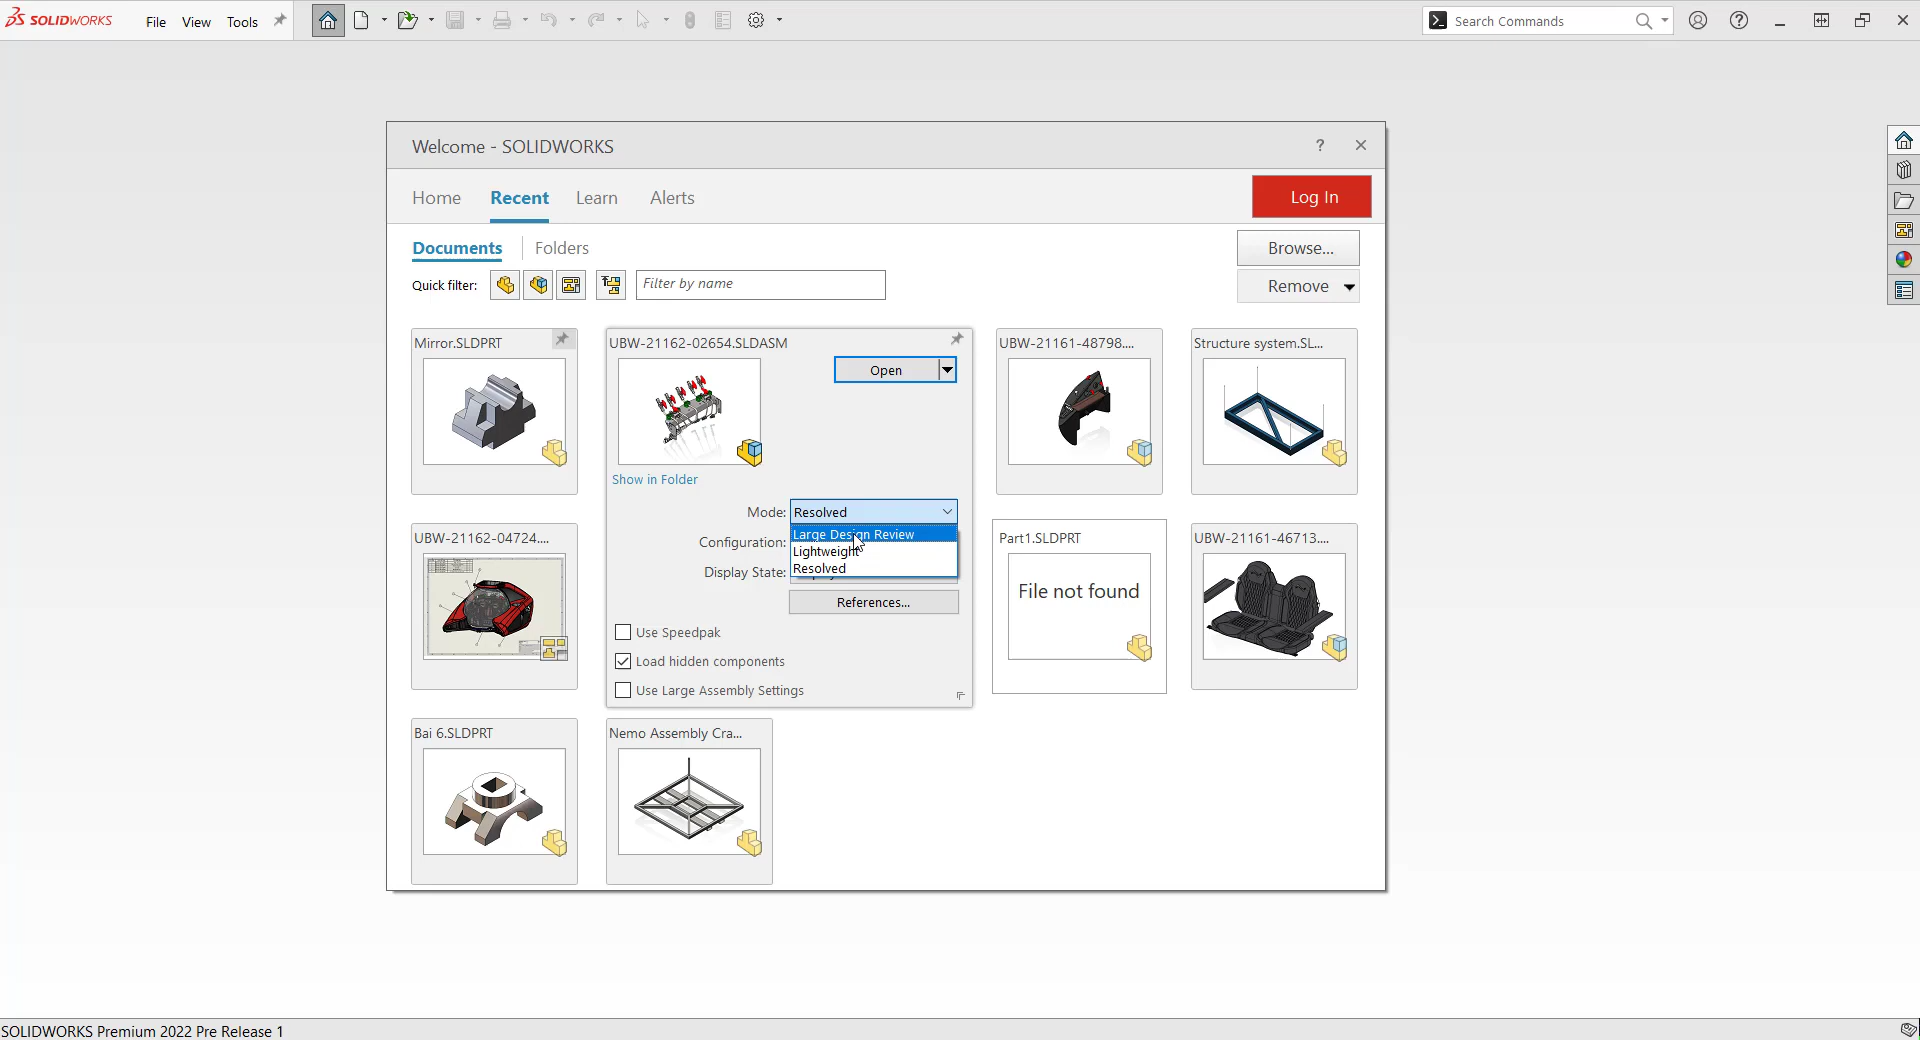 SOLIDWORKS File View Tools
Search Commands
Welcome - SOLIDWORKS
Home Recent Learn Alerts Log In
Documents Folders Browse...
Quick filter: Filter by name Remove
Mirror.SLDPRT
UBW-21162-02654.SLDASM
UBW-21161-48798....
Structure system.SL...
Open
Show in Folder
Mode: Resolved
Large Design Review
Lightweight
Resolved
Configuration:
Display State:
References...
Use Speedpak
Load hidden components
Use Large Assembly Settings
UBW-21162-04724....
Part1.SLDPRT
File not found
UBW-21161-46713....
Bai 6.SLDPRT
Nemo Assembly Cra...
SOLIDWORKS Premium 2022 Pre Release 1